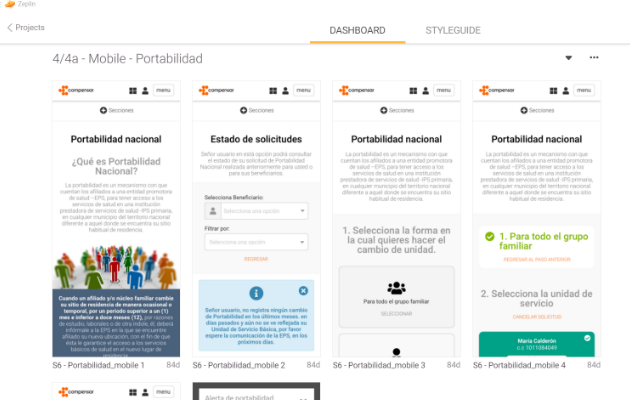 Zeplin
Projects
DASHBOARD
STYLEGUIDE
4/4a - Mobile - Portabilidad
compensar
menu
Secciones
Portabilidad nacional
¿Qué es Portabilidad
Nacional?
La portabilidad es un mecanismo con que
cuentan los afiliados a una entidad promotora
de servicios de salud –EPS, para tener acceso a los
servicios de salud en una institución
prestadora de servicios de salud -IPS primaria,
en cualquier municipio del territorio nacional
diferente a aquel donde se encuentra su sitio
habitual de residencia.
Cuando un afiliado y/o núcleo familiar cambie
su sitio de residencia de manera ocasional o
temporal, por un periodo superior a un (1)
mes e inferior a doce meses (12), por razones
de estudio, laborales o de otra índole, él, deberá
informale a la EPS en la que se encuentre
afiliado su nueva ubicación, con el fin de que
ésta le garantice el acceso a los servicios
básicos de salud en el nuevo lugar de
residencia.
S6 - Portabilidad_mobile 1
84d
compensar
menu
Secciones
Estado de solicitudes
Señor usuario en está opción podrá consultar
el estado de su solicitud de Portabilidad
Nacional realizada anteriormente para usted o
para sus beneficiarios
Selecciona Beneficiario:
Selecciona una opción
Filtrar por:
Selecciona una opción
REGRESAR
Señor usuario, no registre ningún cambio
de Portabilidad en los últimos meses. en
días pasados y aún no se ve reflejada su
Unidad de Servicio Básica, por favor
espere la comunicación de la EPS, en los
próximos días.
S6 - Portabilidad_mobile 2
84d
compensar
menu
Secciones
Portabilidad nacional
La portabilidad es un mecanismo con que
cuentan los afiliados a una entidad promotora
de servicios de salud –EPS, para tener acceso a los
servicios de salud en una institución
prestadora de servicios de salud -IPS primaria,
en cualquier municipio del territorio nacional
diferente a aquel donde se encuentra su sitio
habitual de residencia.
1. Selecciona la forma en
la cual quieres hacer el
cambio de unidad.
Para todo el grupo familiar
SELECCIONAR
S6 - Portabilidad_mobile 3
84d
compensar
menu
Secciones
Portabilidad nacional
La portabilidad es un mecanismo con que
cuentan los afiliados a una entidad promotora
de servicios de salud –EPS, para tener acceso a los
servicios de salud en una institución
prestadora de servicios de salud -IPS primaria,
en cualquier municipio del territorio nacional
diferente a aquel donde se encuentra su sitio
habitual de residencia.
1. Para todo el grupo
familiar
REGRESAR AL PASO ANTERIOR
2. Selecciona la unidad de
servicio
CANCELAR SOLICITUD
María Calderón
c.c 1011084049
S6 - Portabilidad_mobile 4
84d
compensar
menu
Alerta de portabilidad